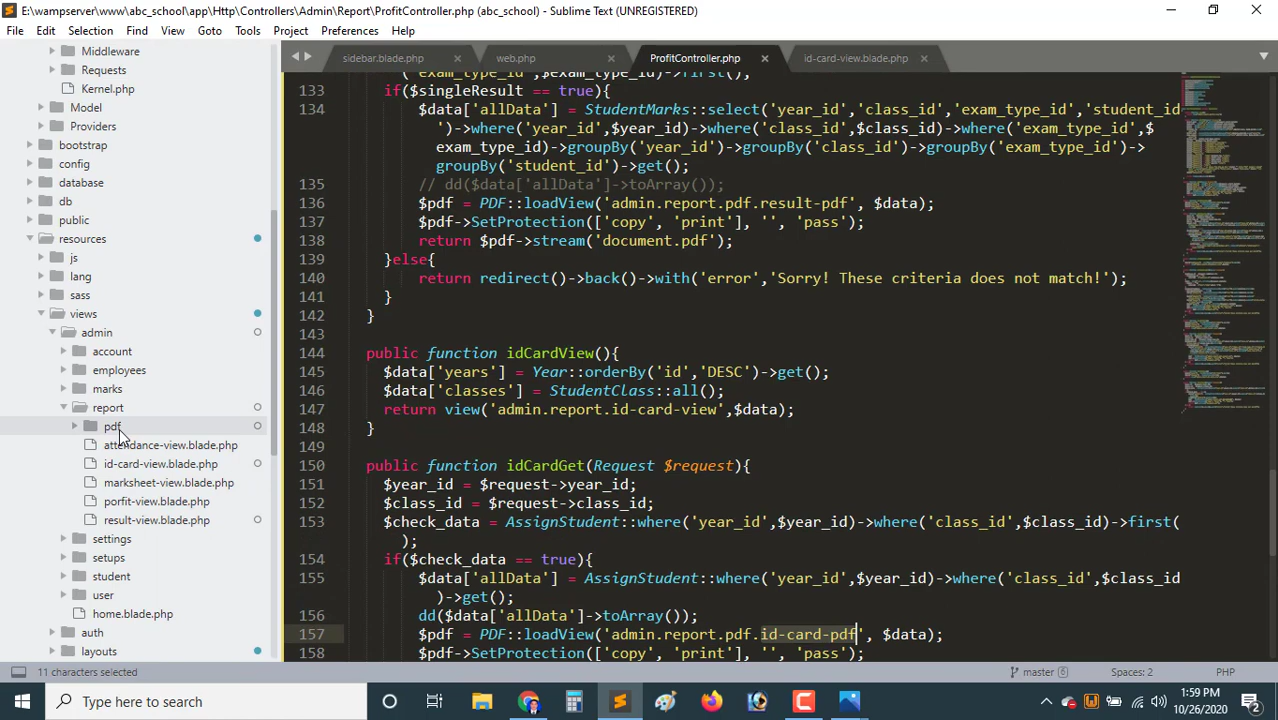 E:\wampserver\www\abc_school\app\Http\Controllers\Admin\Report\ProfitController.php (abc_school) - Sublime Text (UNREGISTERED)
File Edit Selection Find View Goto Tools Project Preferences Help
sidebar.blade.php × web.php × ProfitController.php × id-card-view.blade.php ×
Middleware
Requests
Kernel.php
Model
Providers
bootstrap
config
database
db
public
resources
js
lang
sass
views
admin
account
employees
marks
report
pdf
attendance-view.blade.php
id-card-view.blade.php
marksheet-view.blade.php
porfit-view.blade.php
result-view.blade.php
settings
setups
student
user
home.blade.php
auth
layouts
('exam_type_id',$exam_type_id)->first();
133 if($singleResult == true){
134 $data['allData'] = StudentMarks::select('year_id','class_id','exam_type_id','student_id
')->where('year_id',$year_id)->where('class_id',$class_id)->where('exam_type_id',$
exam_type_id)->groupBy('year_id')->groupBy('class_id')->groupBy('exam_type_id')->
groupBy('student_id')->get();
135 // dd($data['allData']->toArray());
136 $pdf = PDF::loadView('admin.report.pdf.result-pdf', $data);
137 $pdf->SetProtection(['copy', 'print'], '', 'pass');
138 return $pdf->stream('document.pdf');
139 }else{
140 return redirect()->back()->with('error','Sorry! These criteria does not match!');
141 }
142 }
143
144 public function idCardView(){
145 $data['years'] = Year::orderBy('id','DESC')->get();
146 $data['classes'] = StudentClass::all();
147 return view('admin.report.id-card-view',$data);
148 }
149
150 public function idCardGet(Request $request){
151 $year_id = $request->year_id;
152 $class_id = $request->class_id;
153 $check_data = AssignStudent::where('year_id',$year_id)->where('class_id',$class_id)->first(
);
154 if($check_data == true){
155 $data['allData'] = AssignStudent::where('year_id',$year_id)->where('class_id',$class_id
)->get();
156 dd($data['allData']->toArray());
157 $pdf = PDF::loadView('admin.report.pdf.id-card-pdf', $data);
158 $pdf->SetProtection(['copy', 'print'], '', 'pass');
11 characters selected master 6 Spaces: 2 PHP
Type here to search
1:59 PM
10/26/2020
2